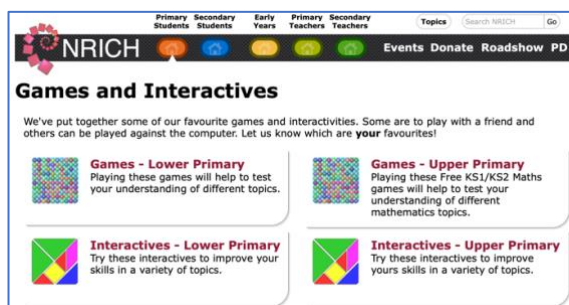 Primary Students
Secondary Students
Early Years
Primary Teachers
Secondary Teachers
Topics
Search NRICH
Go
NRICH
Events Donate Roadshow PD
Games and Interactives
We've put together some of our favourite games and interactivities. Some are to play with a friend and
others can be played against the computer. Let us know which are your favourites!
Games - Lower Primary
Playing these games will help to test
your understanding of different topics.
Games - Upper Primary
Playing these Free KS1/KS2 Maths
games will help to test your
understanding of different
mathematics topics.
Interactives - Lower Primary
Try these interactives to improve your
skills in a variety of topics.
Interactives - Upper Primary
Try these interactives to improve
yours skills in a variety of topics.